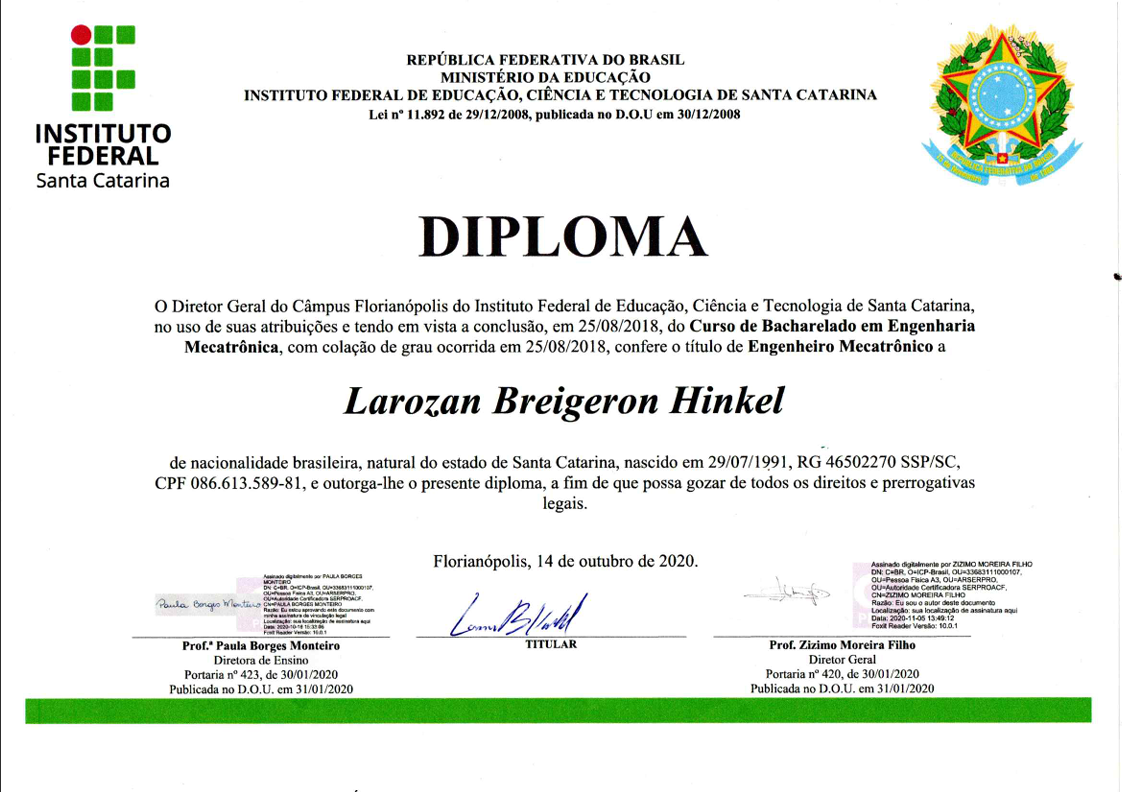 INSTITUTO
FEDERAL
Santa Catarina
REPÚBLICA FEDERATIVA DO BRASIL
MINISTÉRIO DA EDUCAÇÃO
INSTITUTO FEDERAL DE EDUCAÇÃO, CIÊNCIA E TECNOLOGIA DE SANTA CATARINA
Lei nº 11.892 de 29/12/2008, publicada no D.O.U em 30/12/2008
REPÚBLICA FEDERATIVA DO BRASIL
DIPLOMA
O Diretor Geral do Câmpus Florianópolis do Instituto Federal de Educação, Ciência e Tecnologia de Santa Catarina,
no uso de suas atribuições e tendo em vista a conclusão, em 25/08/2018, do Curso de Bacharelado em Engenharia
Mecatrônica, com colação de grau ocorrida em 25/08/2018, confere o título de Engenheiro Mecatrônico a
Larozan Breigeron Hinkel
de nacionalidade brasileira, natural do estado de Santa Catarina, nascido em 29/07/1991, RG 46502270 SSP/SC,
CPF 086.613.589-81, e outorga-lhe o presente diploma, a fim de que possa gozar de todos os direitos e prerrogativas
legais.
Florianópolis, 14 de outubro de 2020.
Paula Borges Monteiro
Assinado digitalmente por PAULA BORGES
MONTEIRO
DN: C=BR, O=ICP-Brasil, OU=33683111000107,
OU=Pessoa Fisica A3, OU=ARSERPRO,
OU=Autoridade Certificadora SERPROACF,
CN=PAULA BORGES MONTEIRO
Razão: Eu estou aprovando este documento com
minha assinatura de vinculação legal
Localização: sua localização de assinatura aqui
Data: 2020-10-16
Foxit Reader Versão: 10.0.1
Prof.ª Paula Borges Monteiro
Diretora de Ensino
Portaria nº 423, de 30/01/2020
Publicada no D.O.U. em 31/01/2020
TITULAR
Assinado digitalmente por ZIZIMO MOREIRA FILHO
DN: C=BR, O=ICP-Brasil, OU=33683111000107,
OU=Pessoa Fisica A3, OU=ARSERPRO,
OU=Autoridade Certificadora SERPROACF,
CN=ZIZIMO MOREIRA FILHO
Razão: Eu sou o autor deste documento
Localização: sua localização de assinatura aqui
Data: 2020-11-05 13:49:12
Foxit Reader Versão: 10.0.1
Prof. Zizimo Moreira Filho
Diretor Geral
Portaria nº 420, de 30/01/2020
Publicada no D.O.U. em 31/01/2020